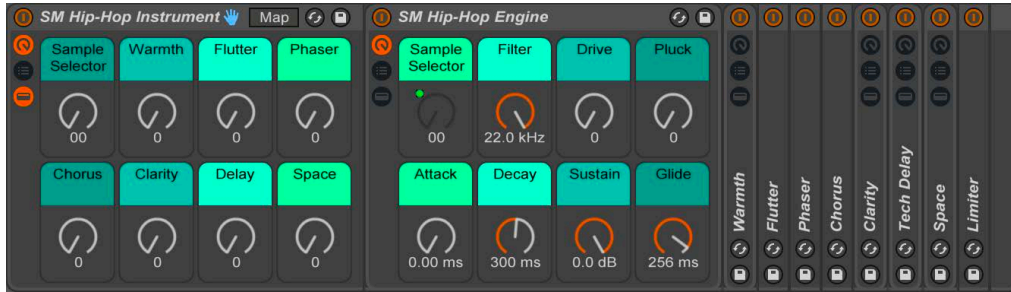 SM Hip-Hop Instrument Map
Sample Selector
Warmth
Flutter
Phaser
00
0
0
0
Chorus
Clarity
Delay
Space
0
0
0
0
SM Hip-Hop Engine
Sample Selector
Filter
Drive
Pluck
00
22.0 kHz
0
0
Attack
Decay
Sustain
Glide
0.00 ms
300 ms
0.0 dB
256 ms
Warmth
Flutter
Phaser
Chorus
Clarity
Tech Delay
Space
Limiter